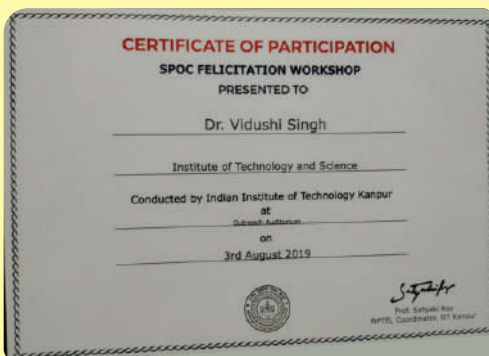 CERTIFICATE OF PARTICIPATION
SPOC FELICITATION WORKSHOP
PRESENTED TO
Dr. Vidushi Singh
Institute of Technology and Science
Conducted by Indian Institute of Technology Kanpur
at
Outreach Auditorium
on
3rd August 2019
Prof. Satyaki Roy
NPTEL Coordinator, IIT Kanpur